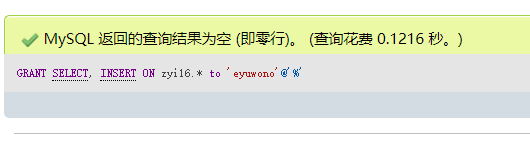 MySQL 返回的查询结果为空 (即零行)。 (查询花费 0.1216 秒。)
GRANT SELECT, INSERT ON zyi16.* to 'eyuwono'@'%'